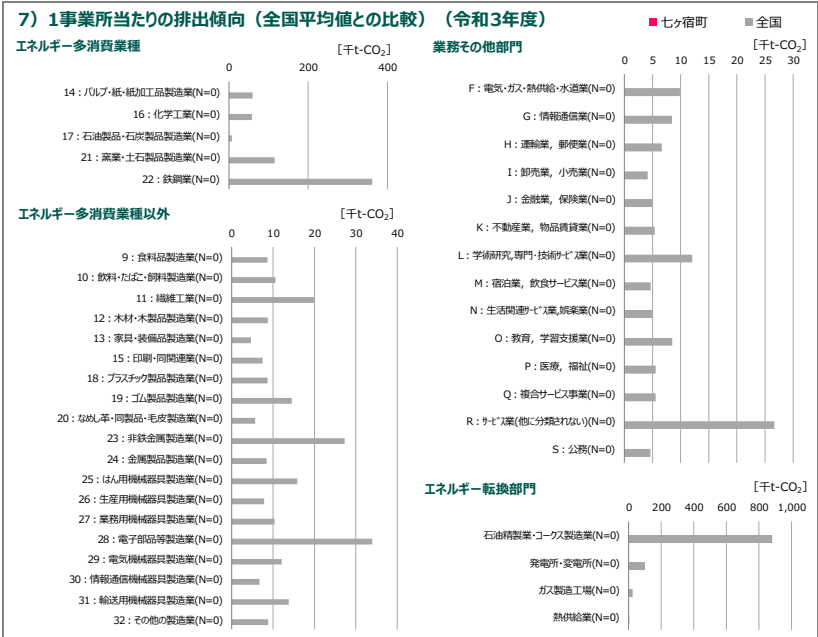 7）1事業所当たりの排出傾向（全国平均値との比較）（令和3年度）
■七ヶ宿町 ■全国
エネルギー多消費業種
[千t-CO₂]
0 200 400
14：パルプ・紙・紙加工品製造業(N=0)
16：化学工業(N=0)
17：石油製品・石炭製品製造業(N=0)
21：窯業・土石製品製造業(N=0)
22：鉄鋼業(N=0)
エネルギー多消費業種以外
[千t-CO₂]
0 10 20 30 40
9：食料品製造業(N=0)
10：飲料・たばこ・飼料製造業(N=0)
11：繊維工業(N=0)
12：木材・木製品製造業(N=0)
13：家具・装備品製造業(N=0)
15：印刷・同関連業(N=0)
18：プラスチック製品製造業(N=0)
19：ゴム製品製造業(N=0)
20：なめし革・同製品・毛皮製造業(N=0)
23：非鉄金属製造業(N=0)
24：金属製品製造業(N=0)
25：はん用機械器具製造業(N=0)
26：生産用機械器具製造業(N=0)
27：業務用機械器具製造業(N=0)
28：電子部品等製造業(N=0)
29：電気機械器具製造業(N=0)
30：情報通信機械器具製造業(N=0)
31：輸送用機械器具製造業(N=0)
32：その他の製造業(N=0)
業務その他部門
[千t-CO₂]
0 5 10 15 20 25 30
F：電気・ガス・熱供給・水道業(N=0)
G：情報通信業(N=0)
H：運輸業，郵便業(N=0)
I：卸売業，小売業(N=0)
J：金融業，保険業(N=0)
K：不動産業，物品賃貸業(N=0)
L：学術研究,専門・技術ｻｰﾋﾞｽ業(N=0)
M：宿泊業，飲食サービス業(N=0)
N：生活関連ｻｰﾋﾞｽ業,娯楽業(N=0)
O：教育，学習支援業(N=0)
P：医療，福祉(N=0)
Q：複合サービス事業(N=0)
R：ｻｰﾋﾞｽ業(他に分類されない)(N=0)
S：公務(N=0)
エネルギー転換部門
[千t-CO₂]
0 200 400 600 800 1,000
石油精製業・コークス製造業(N=0)
発電所・変電所(N=0)
ガス製造工場(N=0)
熱供給業(N=0)